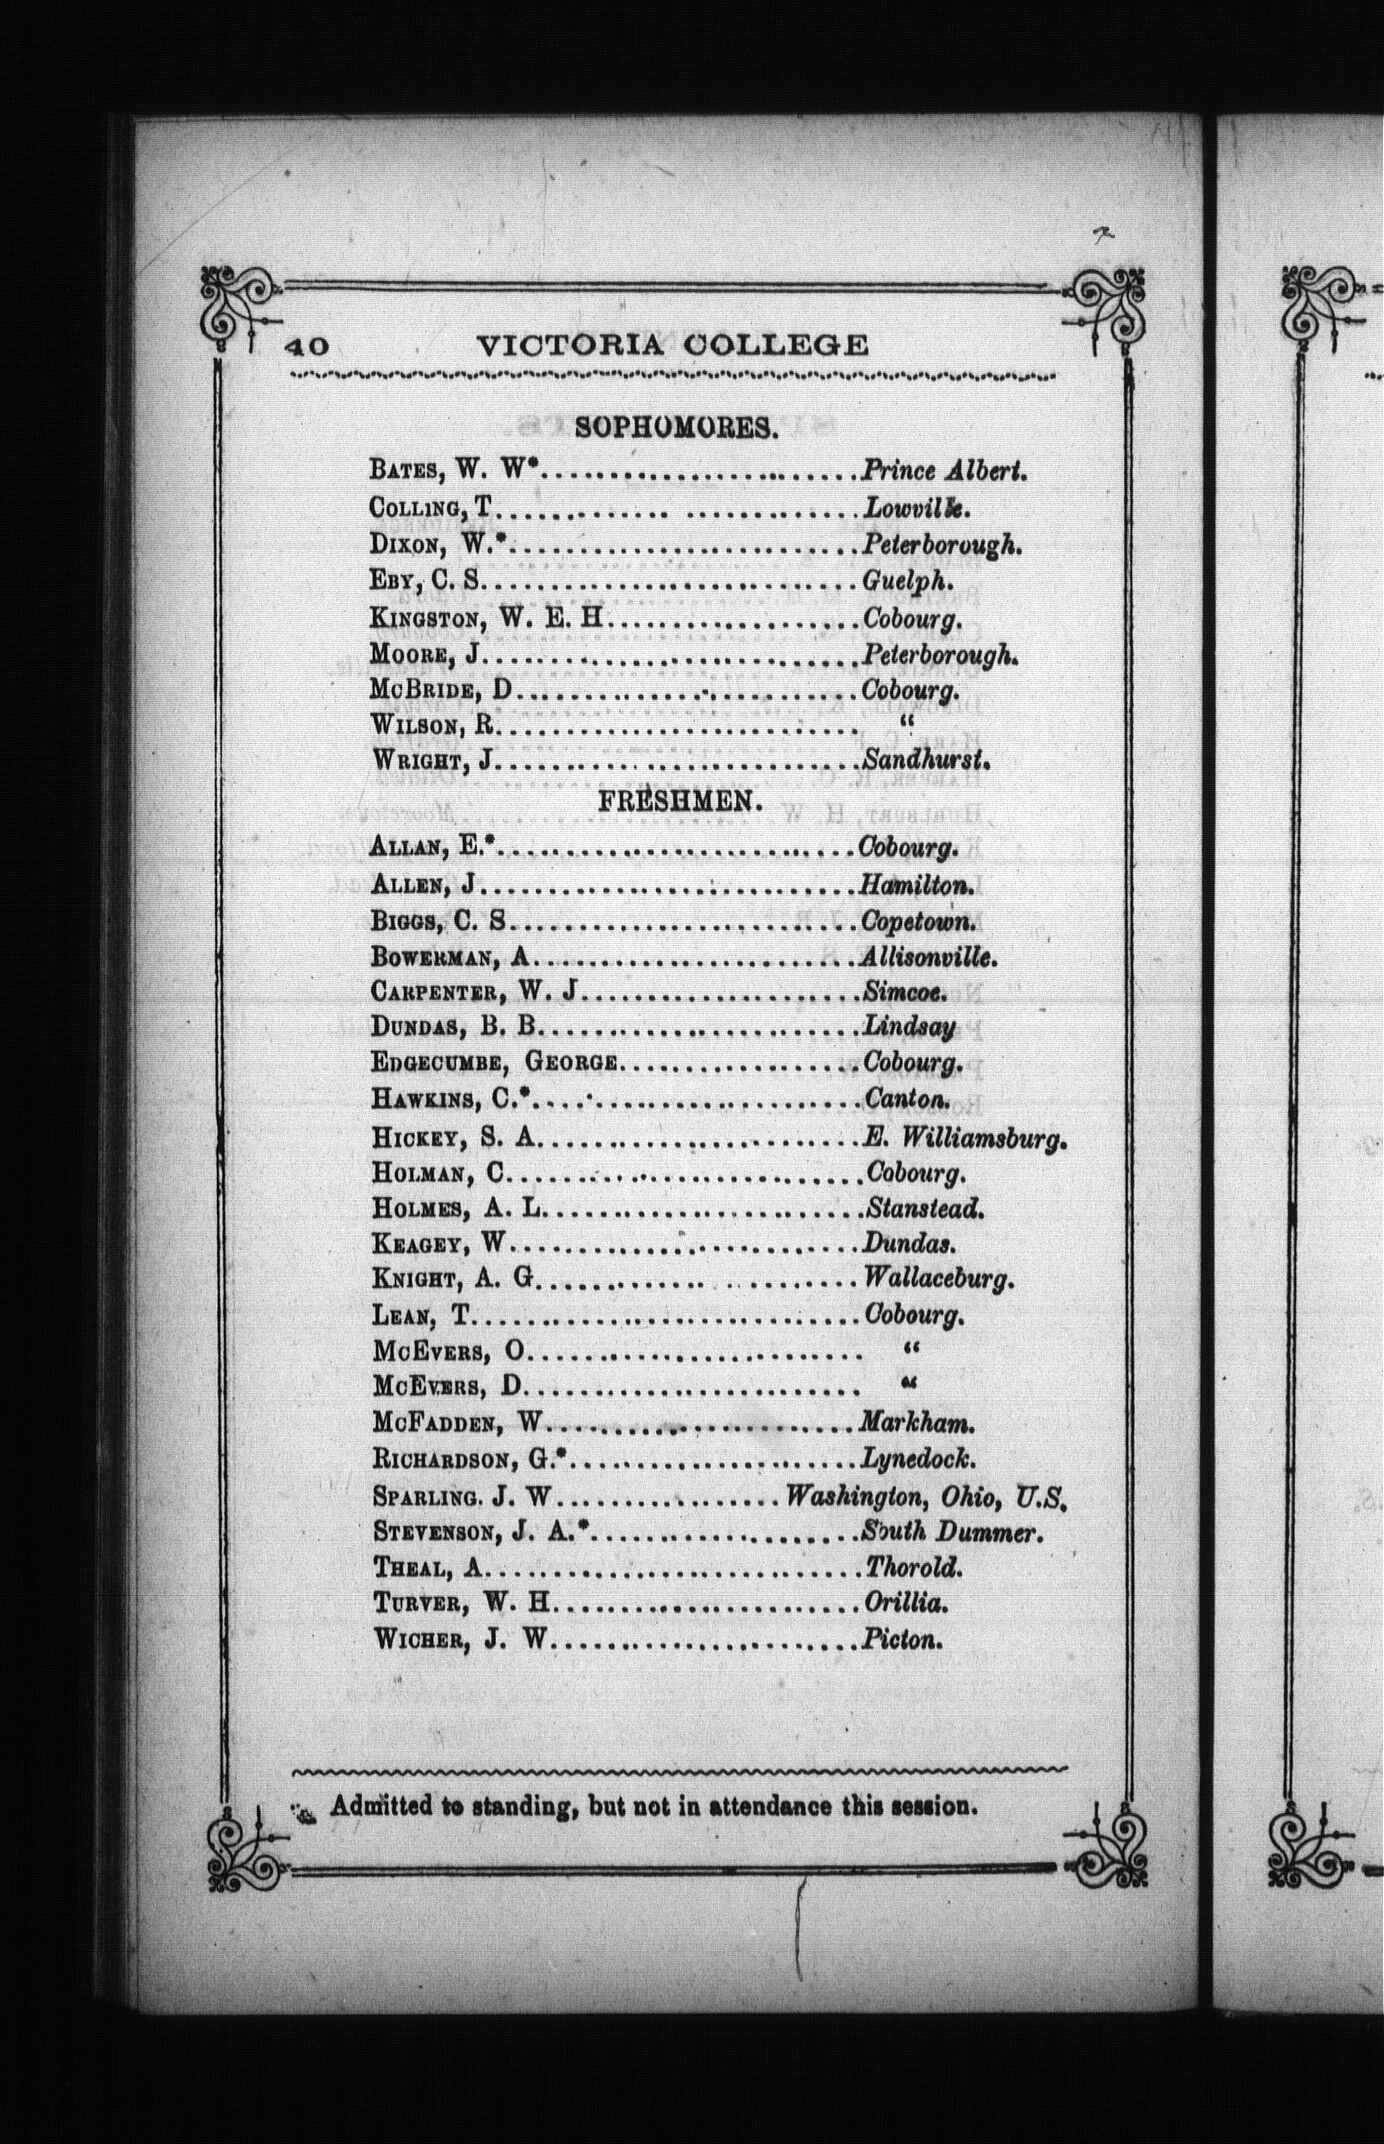 40 VICTORIA COLLEGE
SOPHOMORES.
BATES, W. W*..........................Prince Albert.
COLLING, T..........................Lowville.
DIXON, W.*..........................Peterborough.
EBY, C. S..........................Guelph.
KINGSTON, W. E. H..........................Cobourg.
MOORE, J..........................Peterborough.
McBRIDE, D..........................Cobourg.
WILSON, R.......................... “
WRIGHT, J..........................Sandhurst.
FRESHMEN.
ALLAN, E.*..........................Cobourg.
ALLEN, J..........................Hamilton.
BIGGS, C. S..........................Copetown.
BOWERMAN, A..........................Allisonville.
CARPENTER, W. J..........................Simcoe.
DUNDAS, B. B..........................Lindsay
EDGECUMBE, GEORGE..........................Cobourg.
HAWKINS, C.*..........................Canton.
HICKEY, S. A..........................E. Williamsburg.
HOLMAN, C..........................Cobourg.
HOLMES, A. L..........................Stanstead.
KEAGEY, W..........................Dundas.
KNIGHT, A. G..........................Wallaceburg.
LEAN, T..........................Cobourg.
McEVERS, O.......................... “
McEVERS, D.......................... “
McFADDEN, W..........................Markham.
RICHARDSON, G.*..........................Lynedock.
SPARLING. J. W................Washington, Ohio, U.S.
STEVENSON, J. A.*..........................South Dummer.
THEAL, A..........................Thorold.
TURVER, W. H..........................Orillia.
WICHER, J. W..........................Picton.
* Admitted to standing, but not in attendance this session.